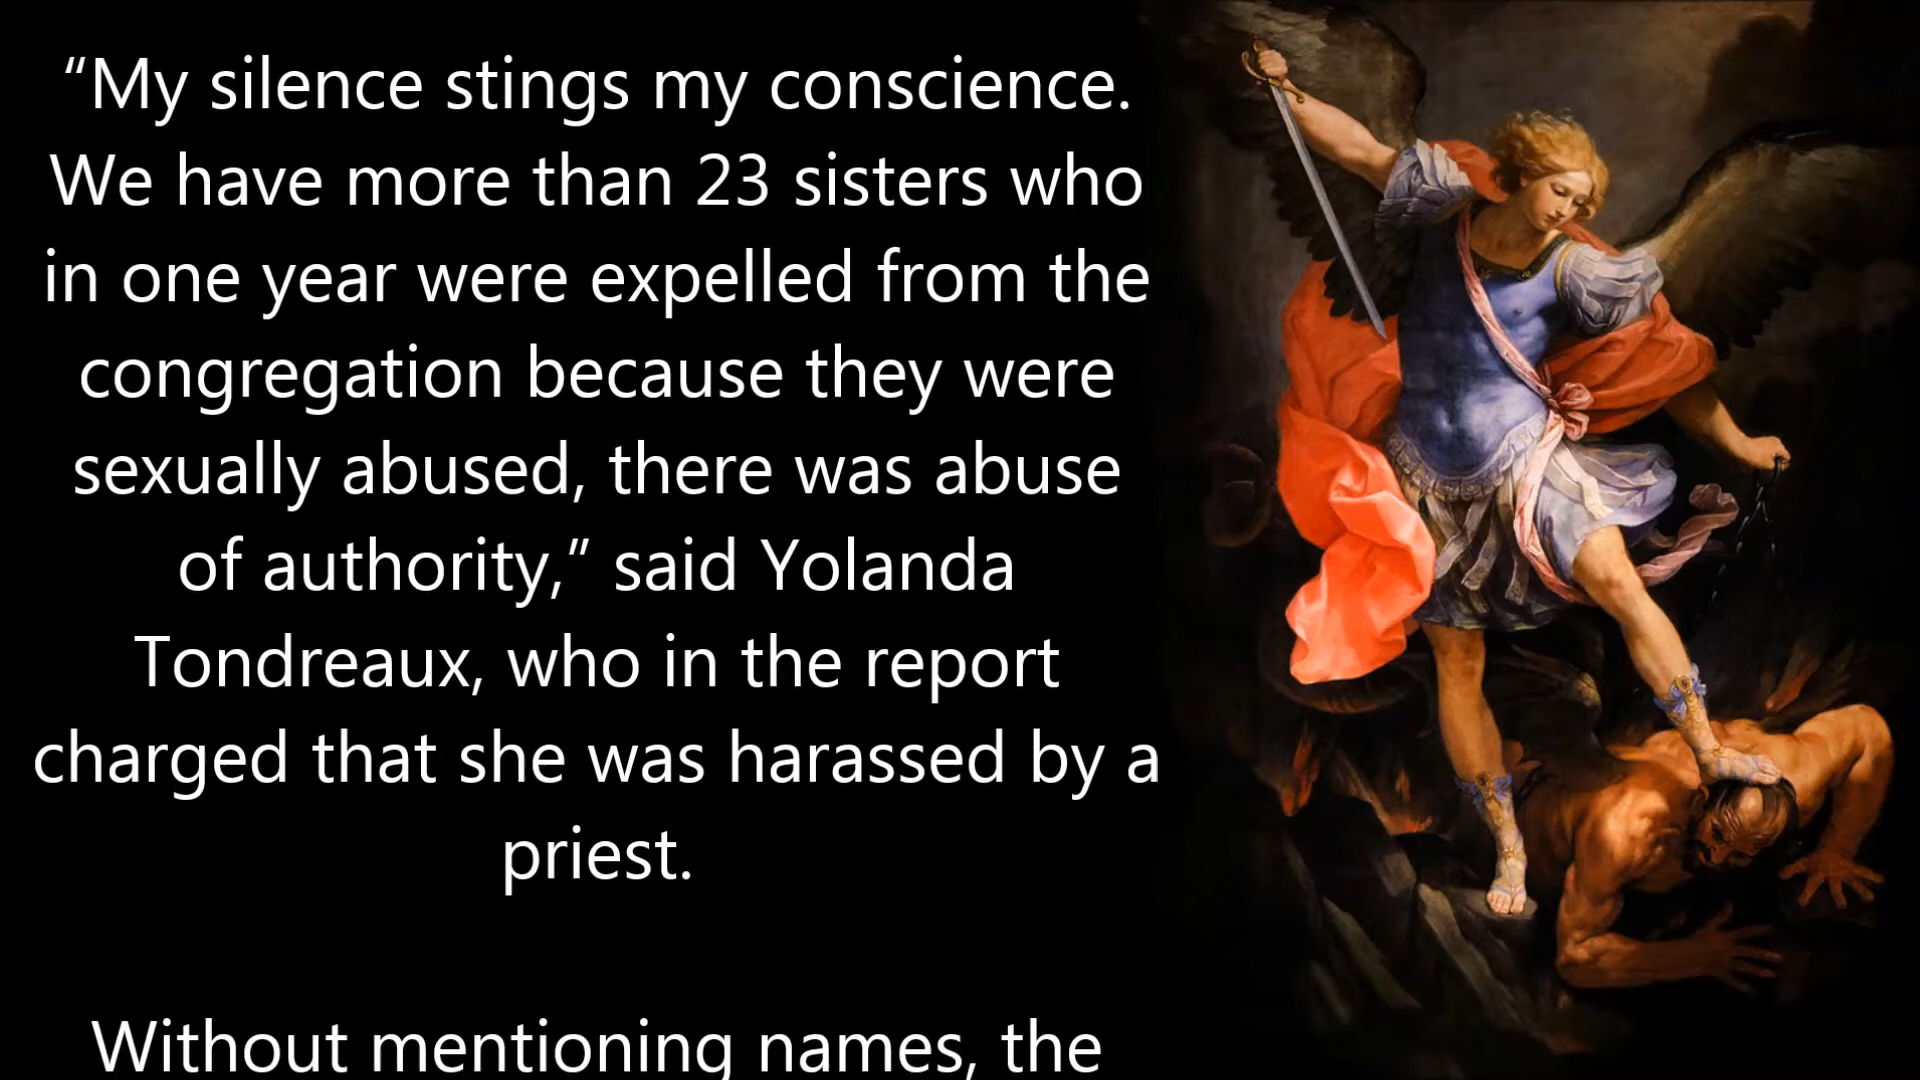 “My silence stings my conscience.
We have more than 23 sisters who
in one year were expelled from the
congregation because they were
sexually abused, there was abuse
of authority,” said Yolanda
Tondreaux, who in the report
charged that she was harassed by a
priest.
Without mentioning names, the